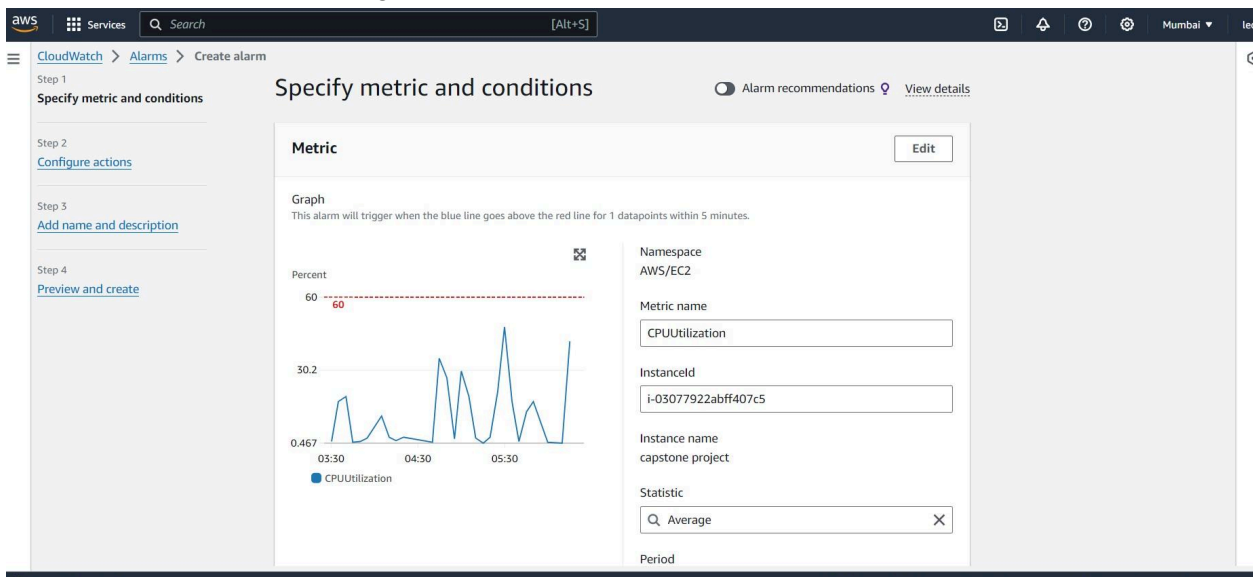 aws
Services
Search
[Alt+S]
Mumbai
CloudWatch > Alarms > Create alarm
Step 1
Specify metric and conditions
Step 2
Configure actions
Step 3
Add name and description
Step 4
Preview and create
Specify metric and conditions
Alarm recommendations
View details
Metric
Edit
Graph
This alarm will trigger when the blue line goes above the red line for 1 datapoints within 5 minutes.
Percent
60
60
30.2
0.467
03:30 04:30 05:30
CPUUtilization
Namespace
AWS/EC2
Metric name
CPUUtilization
InstanceId
i-03077922abff407c5
Instance name
capstone project
Statistic
Average
Period